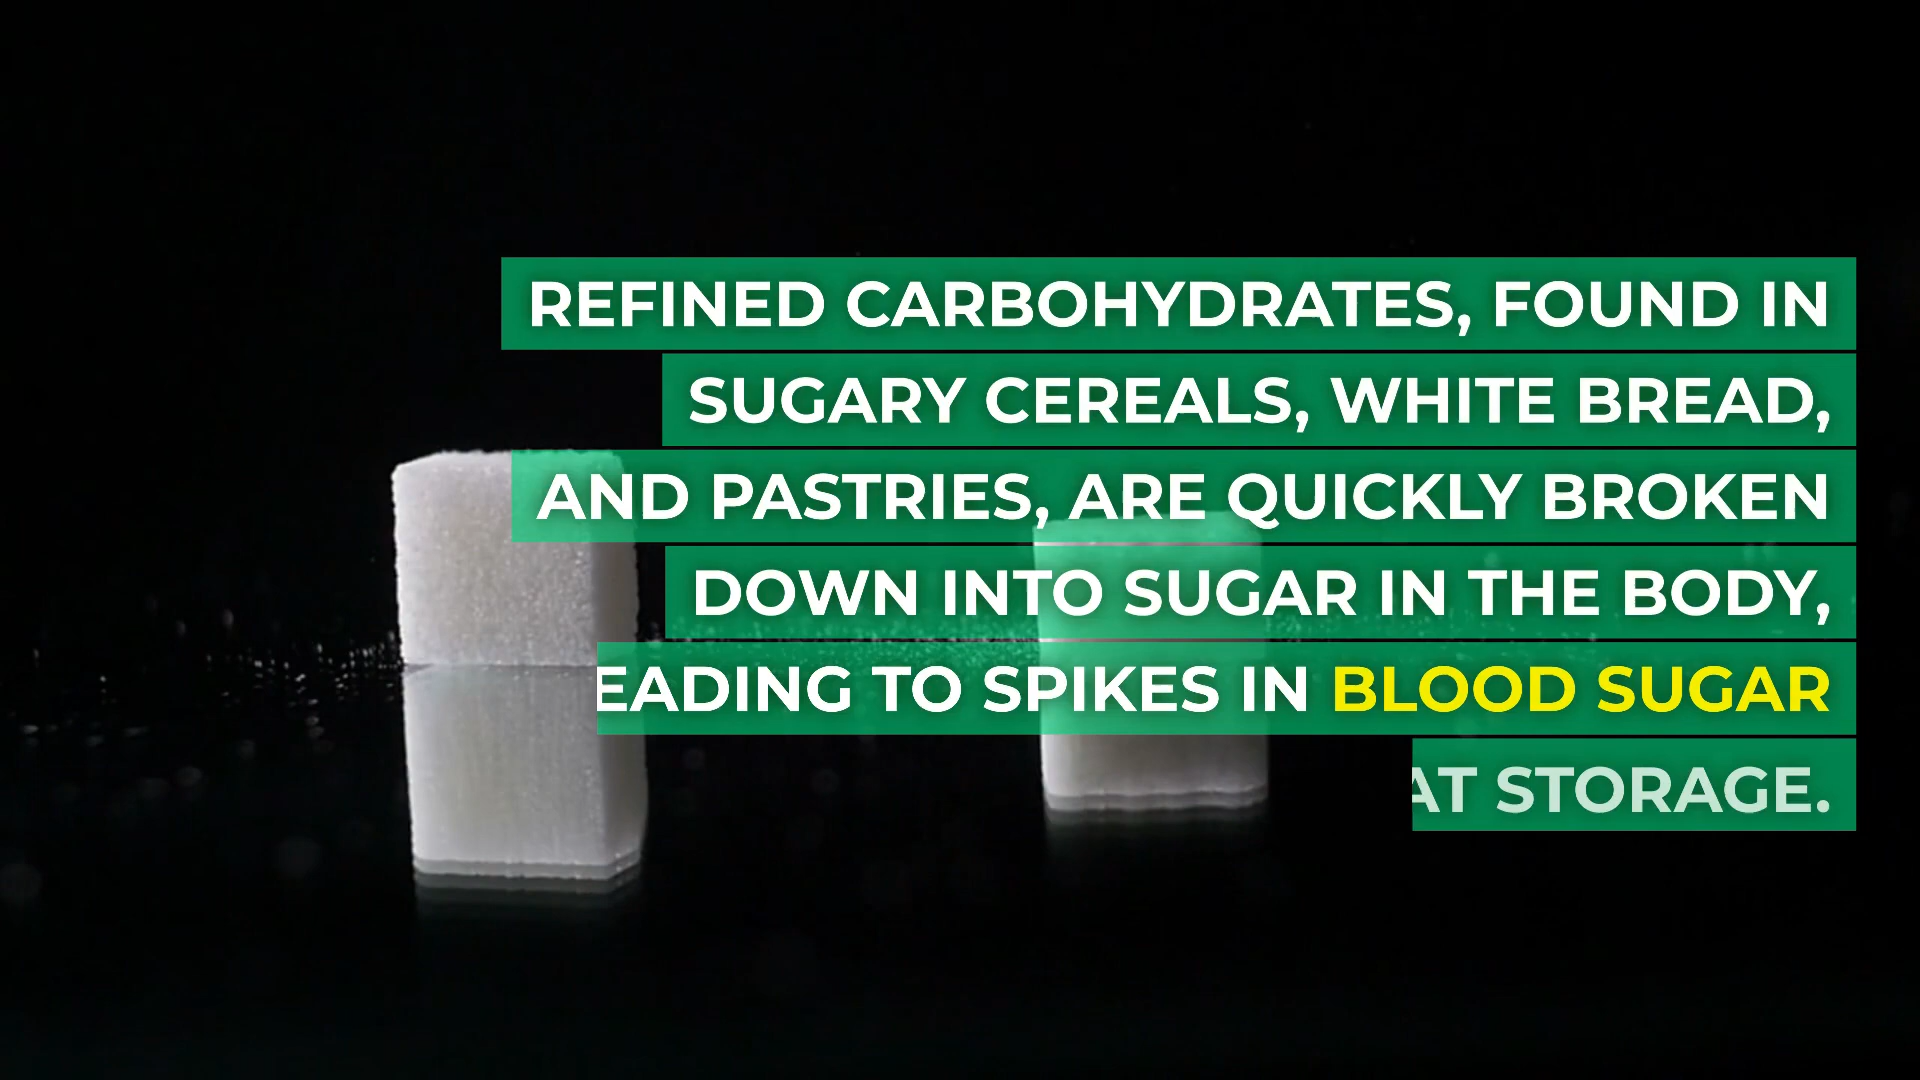 REFINED CARBOHYDRATES, FOUND IN
SUGARY CEREALS, WHITE BREAD,
AND PASTRIES, ARE QUICKLY BROKEN
DOWN INTO SUGAR IN THE BODY,
EADING TO SPIKES IN BLOOD SUGAR
AT STORAGE.